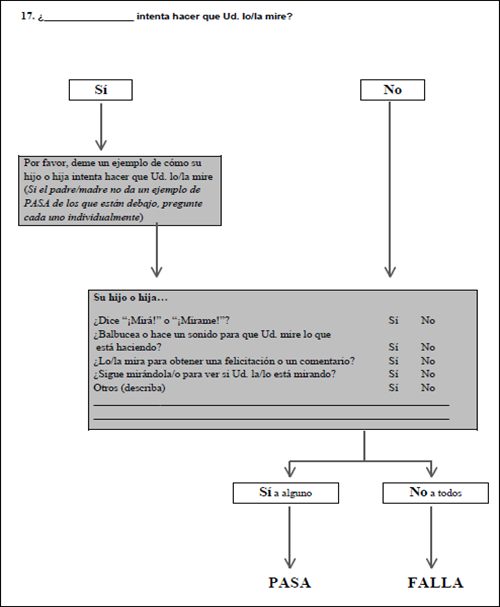 17. ¿_________________ intenta hacer que Ud. lo/la mire?
Sí
No
Por favor, deme un ejemplo de cómo su
hijo o hija intenta hacer que Ud. lo/la mire
(Si el padre/madre no da un ejemplo de
PASA de los que están debajo, pregunte
cada uno individualmente)
Su hijo o hija…
¿Dice “¡Mirá!” o “¡Mirame!”? Sí No
¿Balbucea o hace un sonido para que Ud. mire lo que
está haciendo? Sí No
¿Lo/la mira para obtener una felicitación o un comentario? Sí No
¿Sigue mirándola/o para ver si Ud. la/lo está mirando? Sí No
Otros (describa) Sí No
Sí a alguno
No a todos
PASA
FALLA